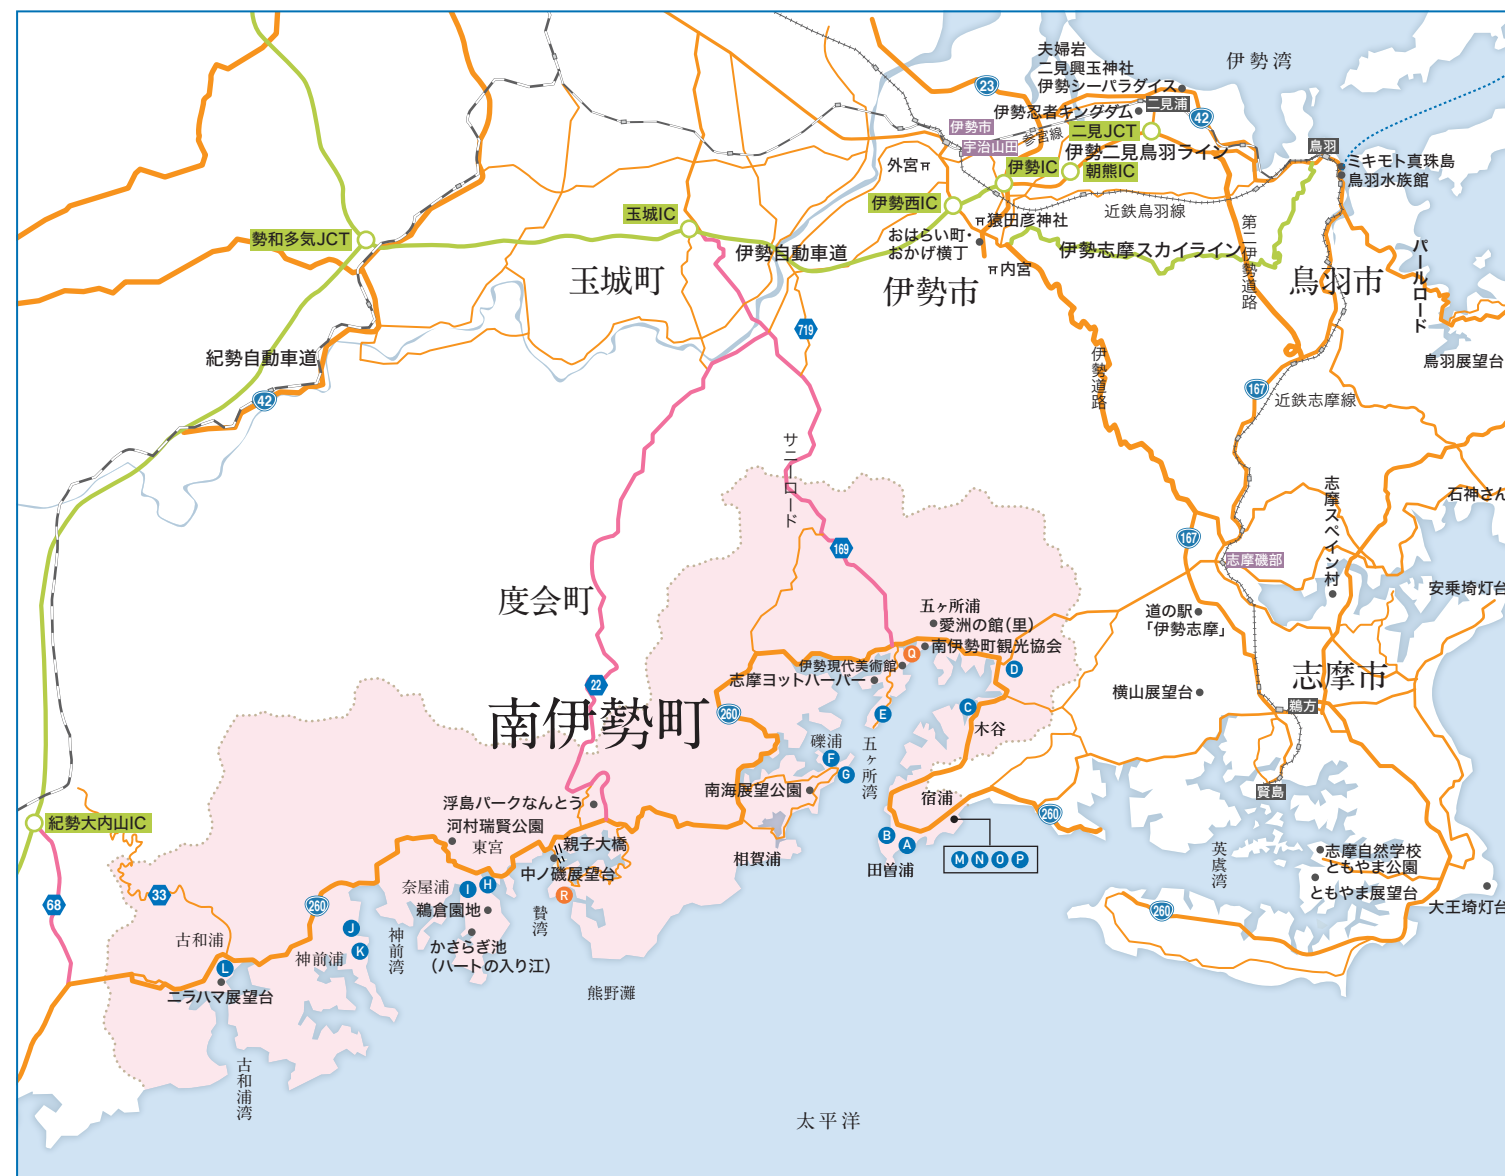 夫婦岩
二見興玉神社
伊勢シーパラダイス
伊勢湾
23
伊勢忍者キングダム
二見浦
42
伊勢市
参宮線
二見JCT
宇治山田
伊勢二見鳥羽ライン
鳥羽
ミキモト真珠島
鳥羽水族館
外宮
伊勢IC
朝熊IC
伊勢西IC
玉城IC
猿田彦神社
近鉄鳥羽線
勢和多気JCT
おはらい町・
おかげ横丁
伊勢自動車道
伊勢志摩スカイライン
第二伊勢道路
パールロード
内宮
玉城町
伊勢市
鳥羽市
719
紀勢自動車道
伊勢道路
鳥羽展望台
42
167
近鉄志摩線
サニーロード
志摩スペイン村
石神さん
169
167
志摩磯部
度会町
安乗埼灯台
五ヶ所浦
愛洲の館(里)
道の駅
「伊勢志摩」
南伊勢町観光協会
Q
伊勢現代美術館
D
志摩ヨットハーバー
志摩市
22
横山展望台
南伊勢町
260
E
C
鵜方
木谷
礫浦
五ヶ所湾
F
G
南海展望公園
賢島
浮島パークなんとう
宿浦
260
紀勢大内山IC
河村瑞賢公園
東宮
親子大橋
B
A
相賀浦
田曽浦
M N O P
英虞湾
志摩自然学校
ともやま公園
中ノ磯展望台
奈屋浦
I
H
R
ともやま展望台
33
68
260
鵜倉園地
贄湾
260
大王埼灯台
J
神前湾
古和浦
K
かさらぎ池
(ハートの入り江)
神前浦
L
ニラハマ展望台
熊野灘
古和浦湾
太平洋